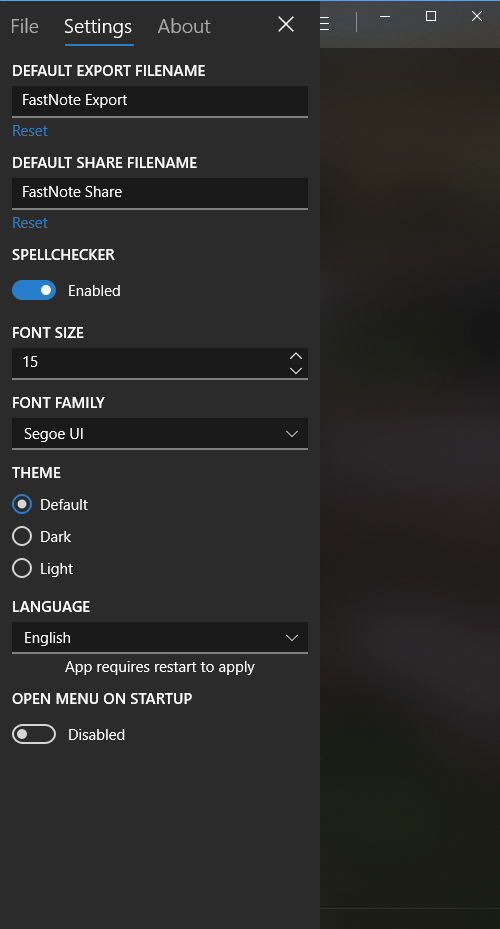 File Settings About
DEFAULT EXPORT FILENAME
FastNote Export
Reset
DEFAULT SHARE FILENAME
FastNote Share
Reset
SPELLCHECKER
Enabled
FONT SIZE
15
FONT FAMILY
Segoe UI
THEME
Default
Dark
Light
LANGUAGE
English
App requires restart to apply
OPEN MENU ON STARTUP
Disabled